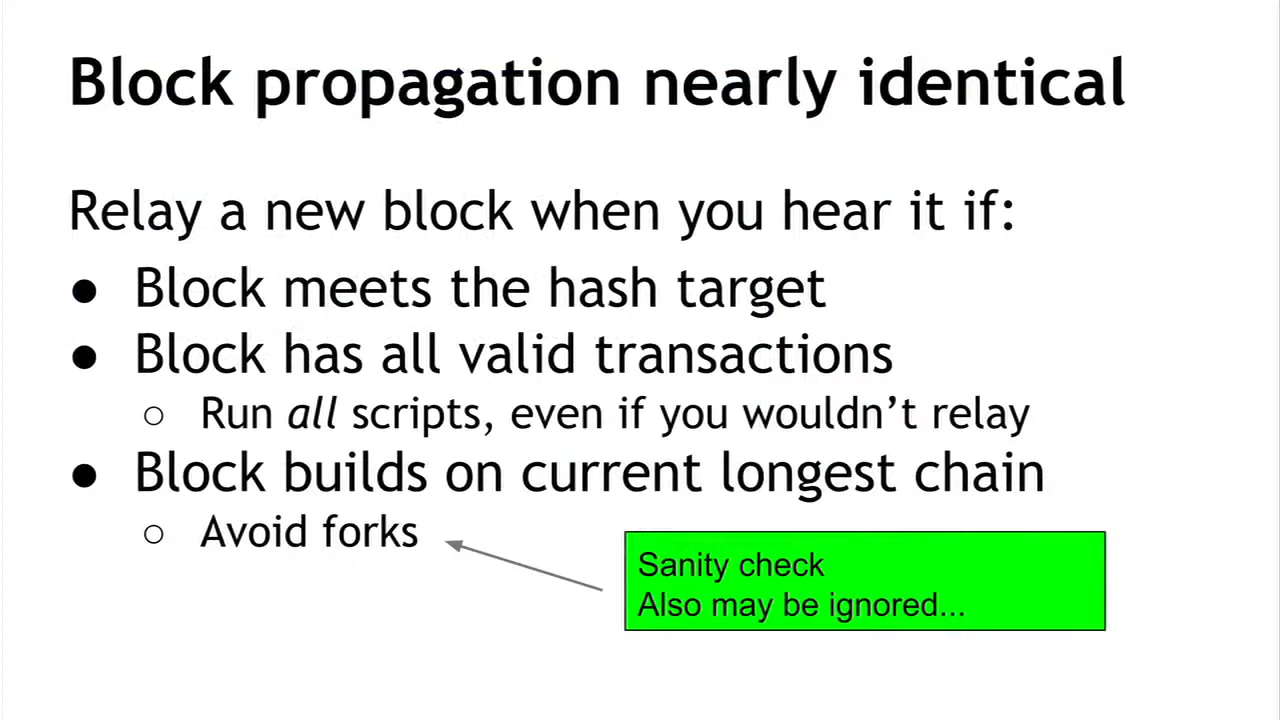 Block propagation nearly identical
Relay a new block when you hear it if:
● Block meets the hash target
● Block has all valid transactions
○ Run all scripts, even if you wouldn’t relay
● Block builds on current longest chain
○ Avoid forks
Sanity check
Also may be ignored...